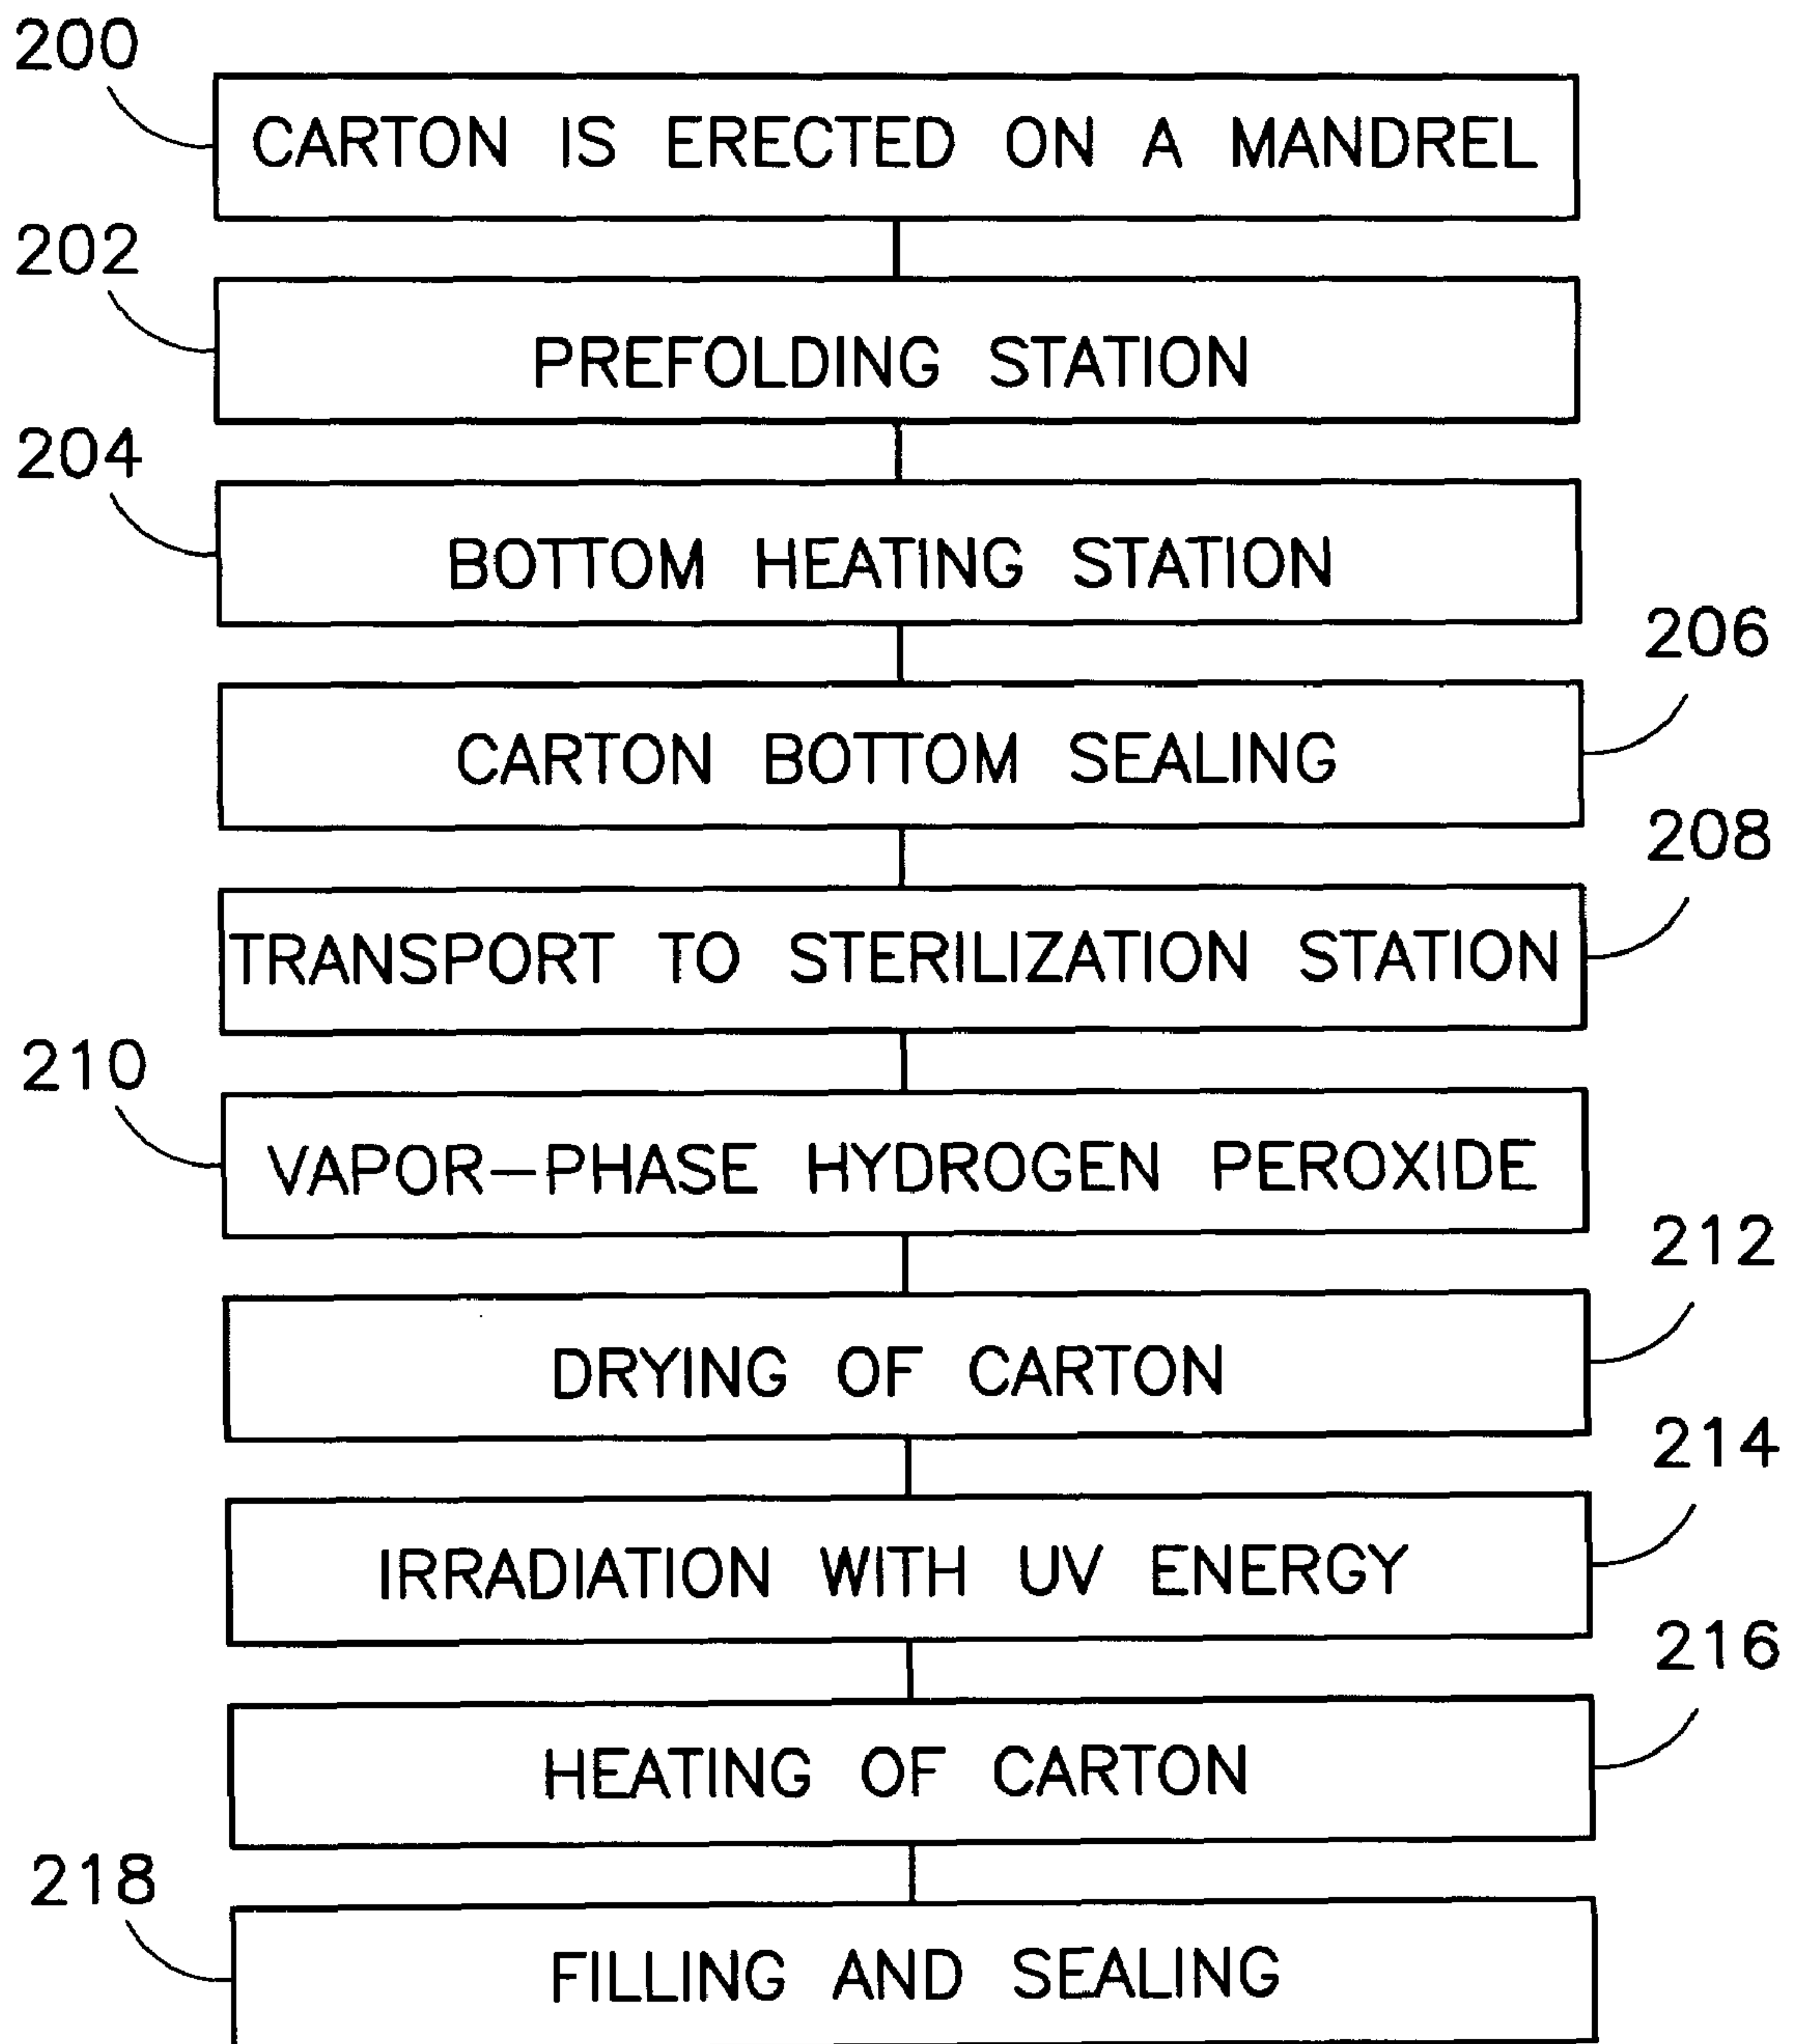 200
CARTON IS ERECTED ON A MANDREL
202
PREFOLDING STATION
204
BOTTOM HEATING STATION
206
CARTON BOTTOM SEALING
208
TRANSPORT TO STERILIZATION STATION
210
VAPOR-PHASE HYDROGEN PEROXIDE
212
DRYING OF CARTON
214
IRRADIATION WITH UV ENERGY
216
HEATING OF CARTON
218
FILLING AND SEALING